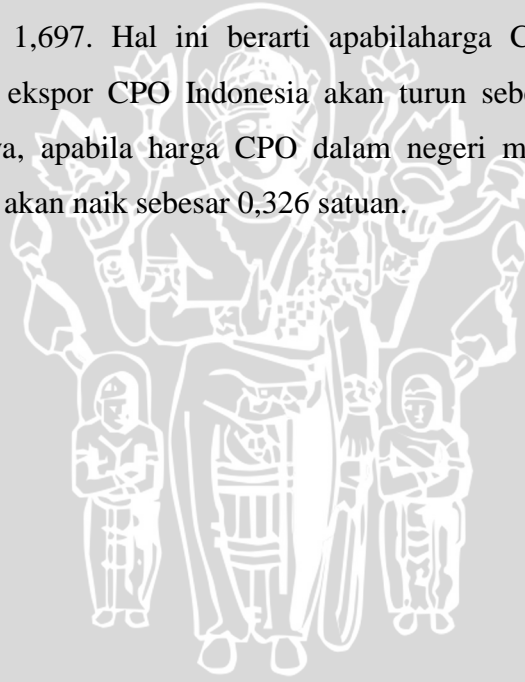 1,697. Hal ini berarti apabilaharga
ekspor CPO Indonesia akan turun
apabila harga CPO dalam negeri
akan naik sebesar 0,326 satuan.